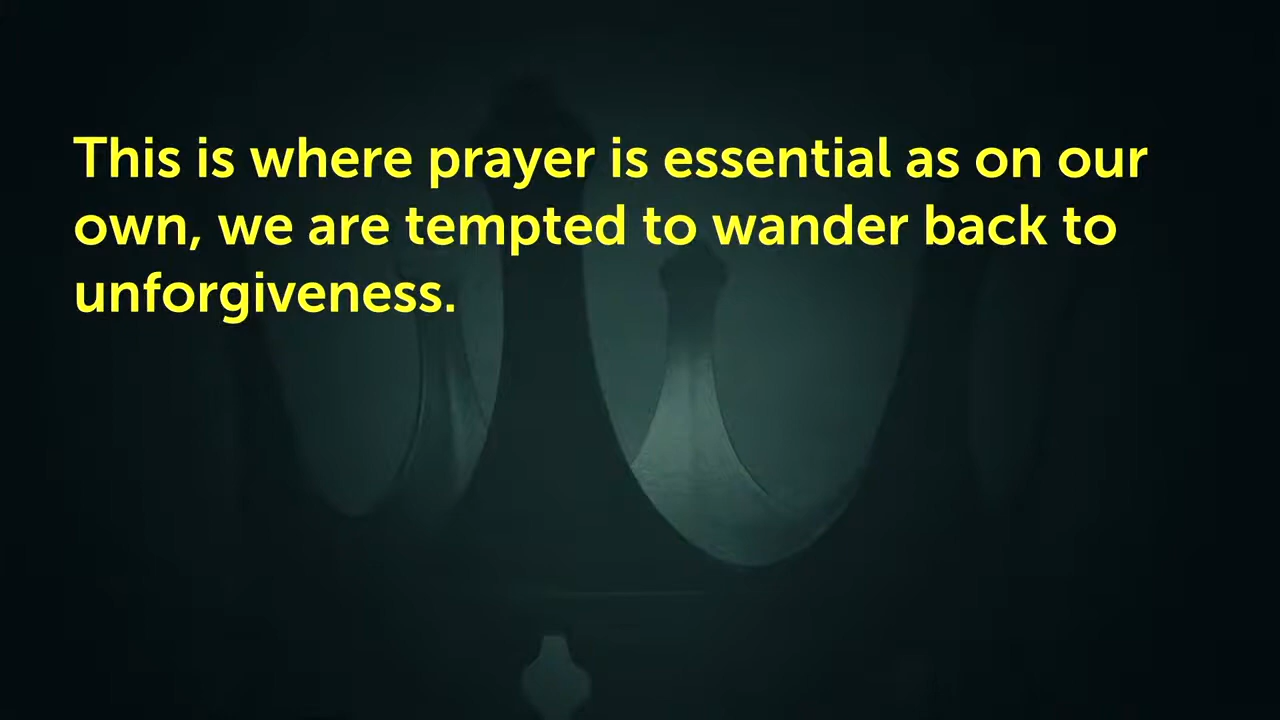 This is where prayer is essential as on our
own, we are tempted to wander back to
unforgiveness.